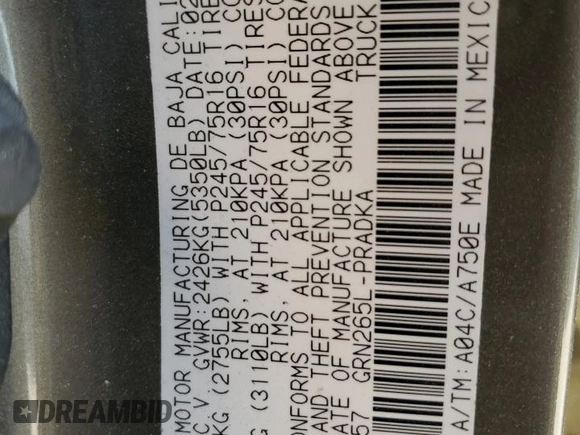 MOTOR MANUFACTURING DE BAJA CALI
C V GVWR:2426KG(5350LB) DATE:02
KG (2755LB) WITH P245/75R16 TIRE
RIMS, AT 210KPA (30PSI) CO
G (3110LB) WITH P245/75R16 TIRES
RIMS, AT 210KPA (30PSI) CO
ONFORMS TO ALL APPLICABLE FEDERA
AND THEFT PREVENTION STANDARDS
ATE OF MANUFACTURE SHOWN ABOVE
57 GRN265L-PRADKA TRUCK
A/TM:A04C/A750E MADE IN MEXIC
DREAMBID